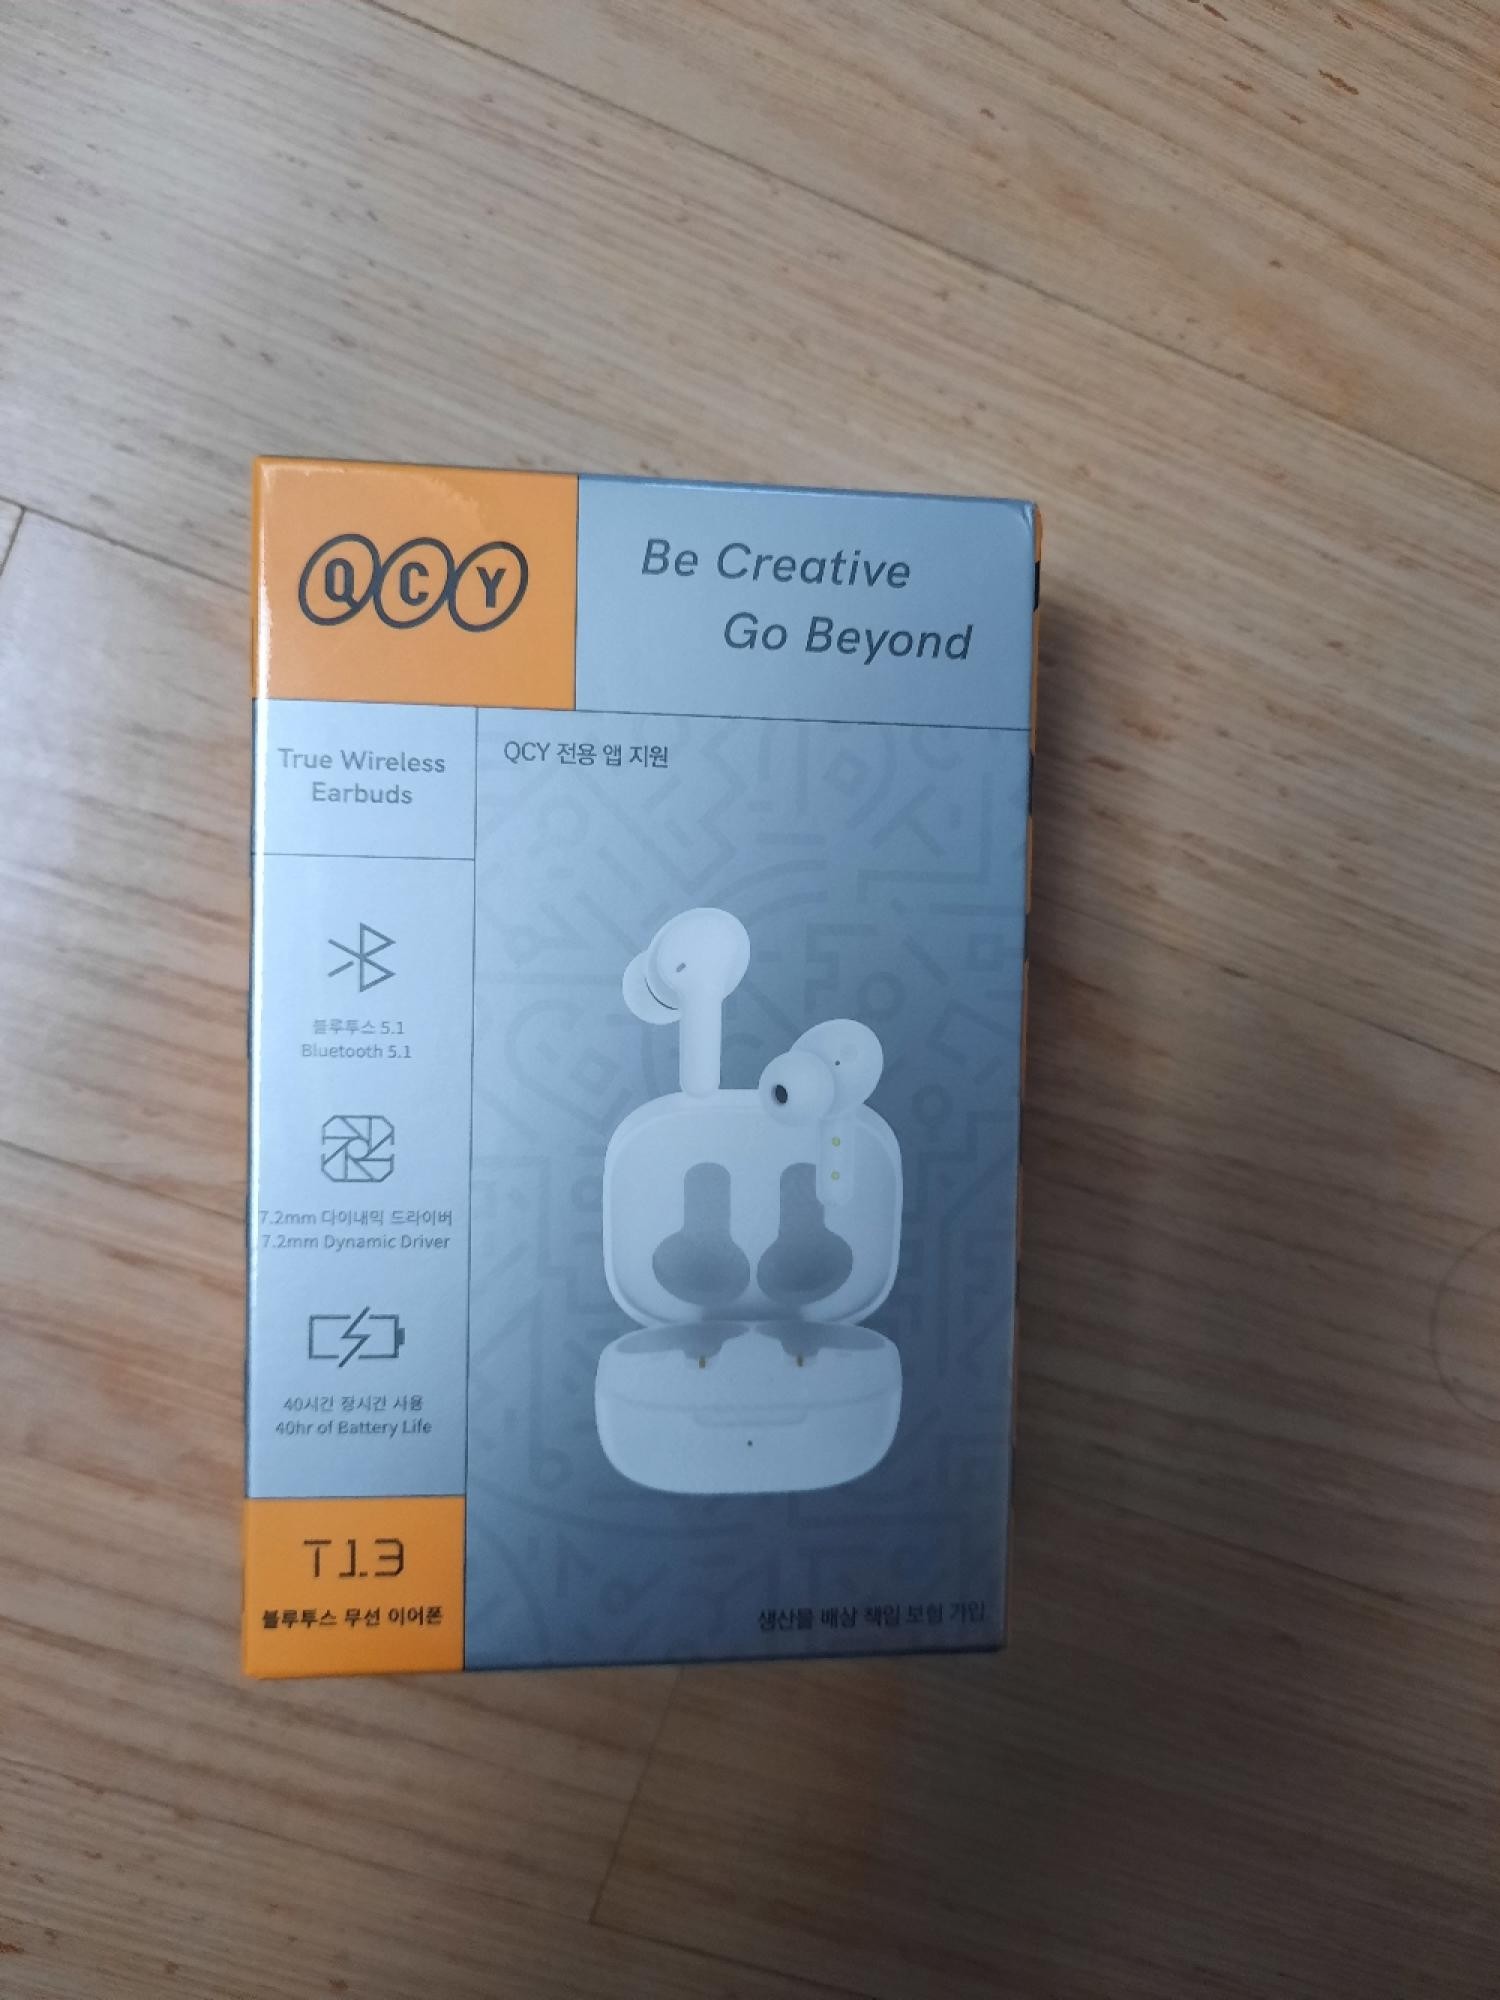 QCY
Be Creative
Go Beyond
True Wireless
Earbuds
QCY 전용 앱 지원
블루투스 5.1
Bluetooth 5.1
7.2mm 다이내믹 드라이버
7.2mm Dynamic Driver
40시간 장시간 사용
40hr of Battery Life
T13
블루투스 무선 이어폰
생산물 배상 책임 보험 가입